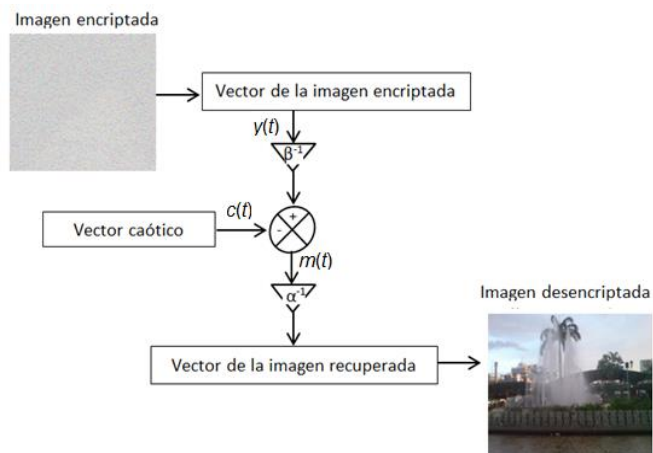 Imagen encriptada
Vector de la imagen encriptada
y(t)
β⁻¹
c(t)
+
Vector caótico
-
m(t)
α⁻¹
Imagen desencriptada
Vector de la imagen recuperada